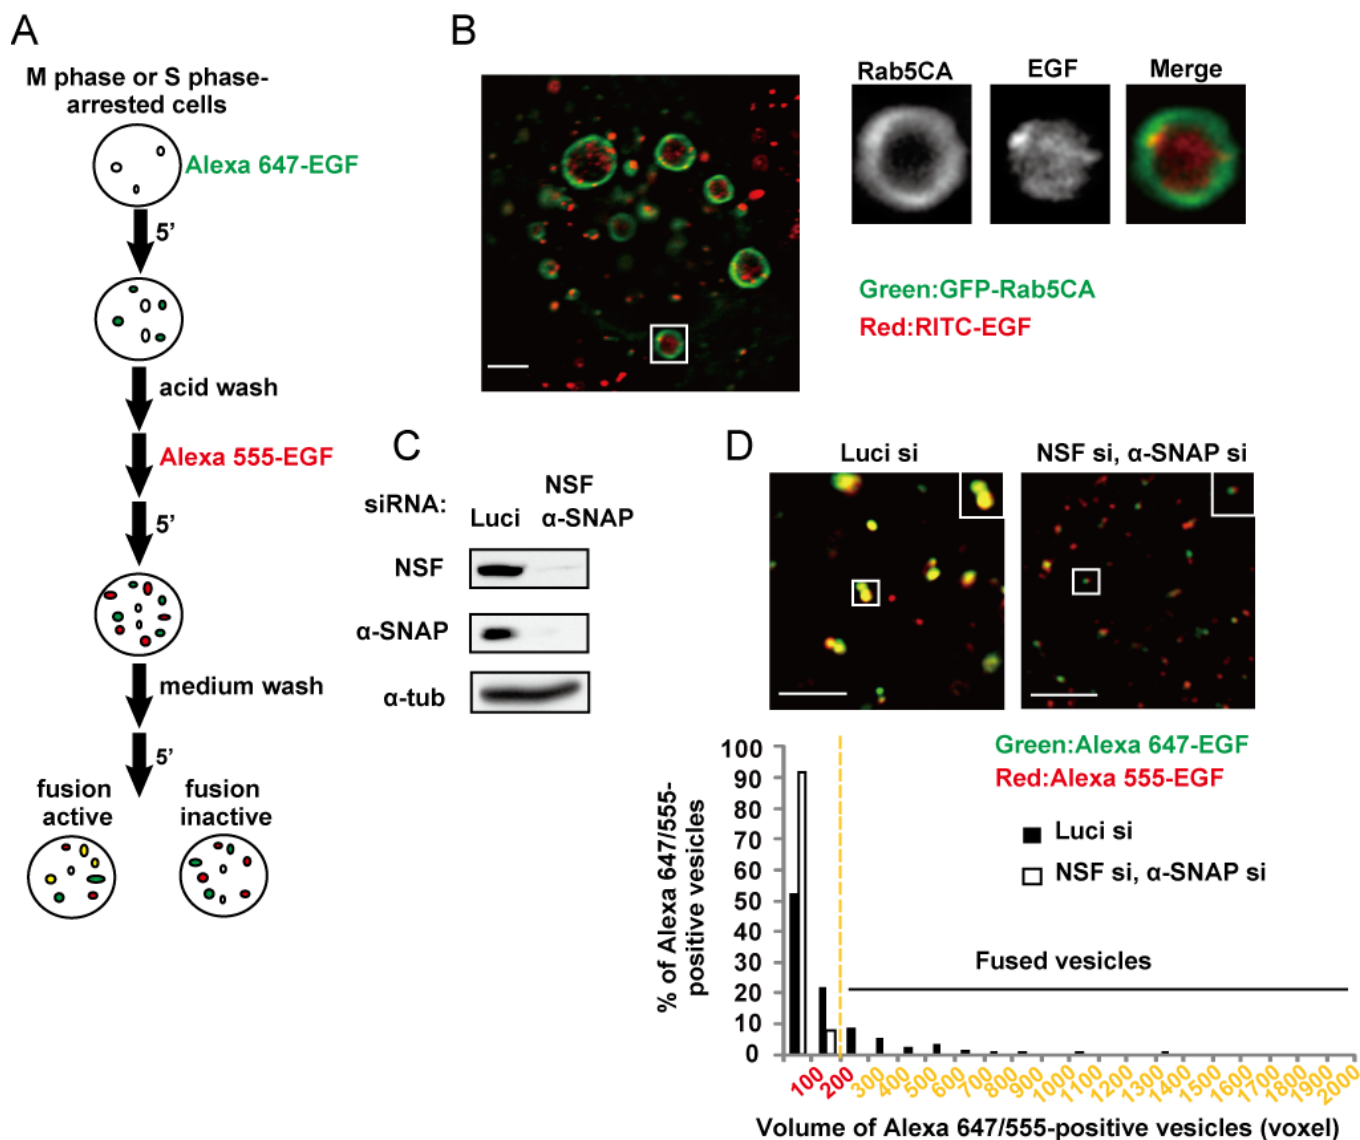 A
M phase or S phase-
arrested cells
Alexa 647-EGF
5’
acid wash
Alexa 555-EGF
5’
medium wash
5’
fusion
active
fusion
inactive
B
Rab5CA
EGF
Merge
Green:GFP-Rab5CA
Red:RITC-EGF
C
siRNA:
Luci
NSF
α-SNAP
NSF
α-SNAP
α-tub
D
Luci si
NSF si, α-SNAP si
Green:Alexa 647-EGF
Red:Alexa 555-EGF
Luci si
NSF si, α-SNAP si
Fused vesicles
% of Alexa 647/555-
positive vesicles
100
90
80
70
60
50
40
30
20
10
0
100 200 300 400 500 600 700 800 900 1000 1100 1200 1300 1400 1500 1600 1700 1800 1900 2000
Volume of Alexa 647/555-positive vesicles (voxel)